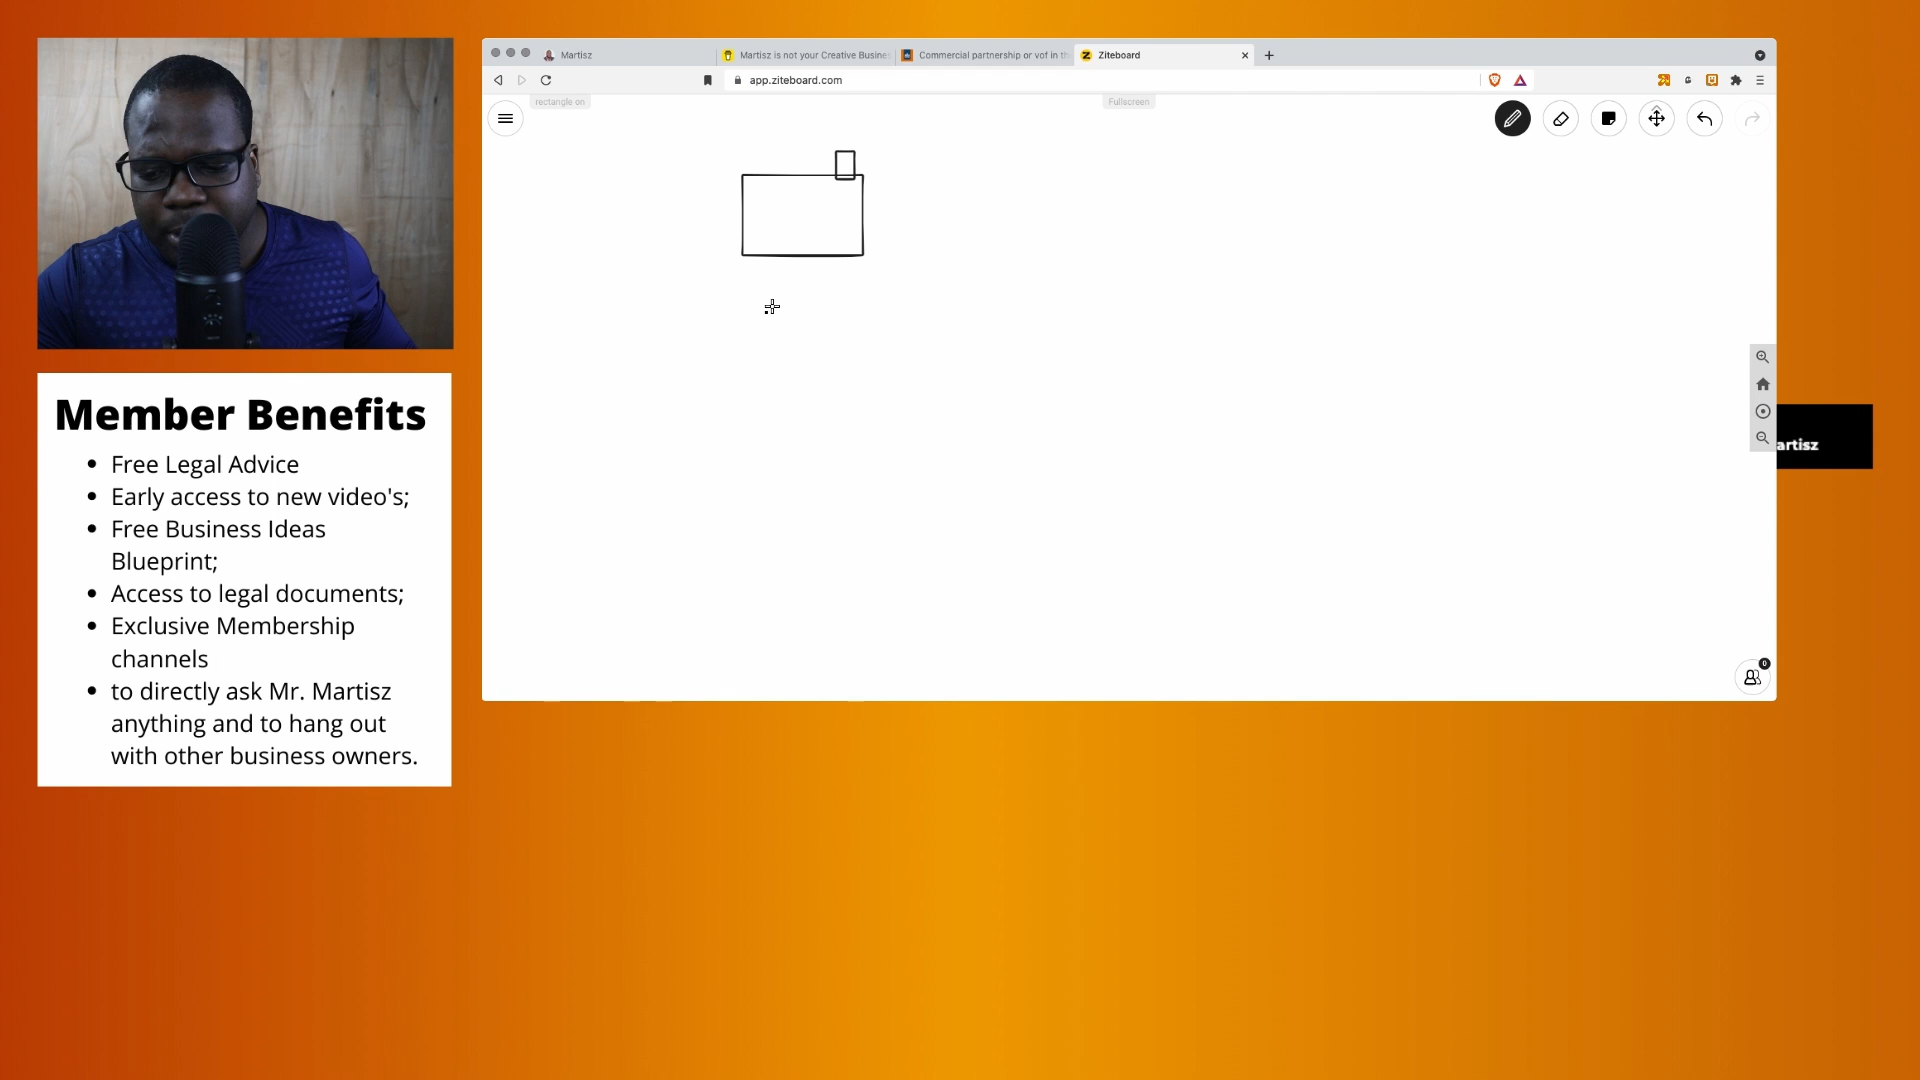 Martisz
Martisz is not your Creative Busine
Commercial partnership or vof in th
Ziteboard
app.ziteboard.com
rectangle on
Fullscreen
Member Benefits
• Free Legal Advice
• Early access to new video's;
• Free Business Ideas
Blueprint;
• Access to legal documents;
• Exclusive Membership
channels
• to directly ask Mr. Martisz
anything and to hang out
with other business owners.
artisz
0